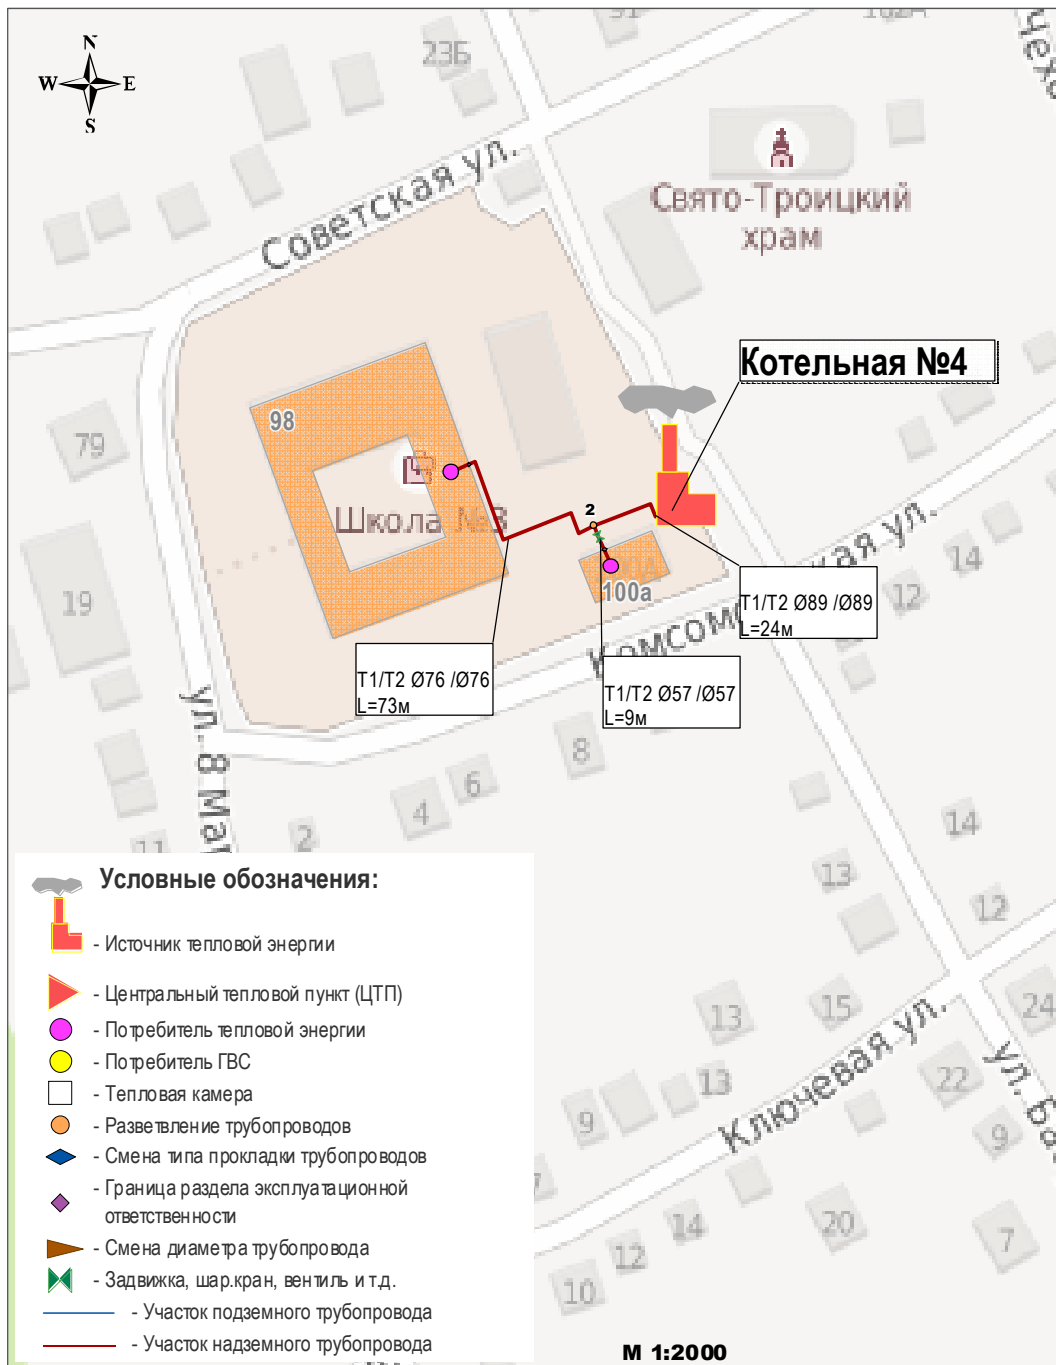 N
W E
S
23Б
Советская ул.
Свято-Троицкий
храм
Котельная №4
98
79
Школа №3
2
19
100а
14
12
T1/T2 Ø89 /Ø89
L=24м
T1/T2 Ø76 /Ø76
L=73м
T1/T2 Ø57 /Ø57
L=9м
ул. 8 Мар
8
6
4
2
11
14
13
12
Условные обозначения:
- Источник тепловой энергии
- Центральный тепловой пункт (ЦТП)
- Потребитель тепловой энергии
- Потребитель ГВС
- Тепловая камера
- Разветвление трубопроводов
- Смена типа прокладки трубопроводов
- Граница раздела эксплуатационной
ответственности
- Смена диаметра трубопровода
- Задвижка, шар.кран, вентиль и т.д.
- Участок подземного трубопровода
- Участок надземного трубопровода
13
15
24
Ключевая ул.
13
22
9
9
ул. Ба
7
14
20
12
10
7
М 1:2000